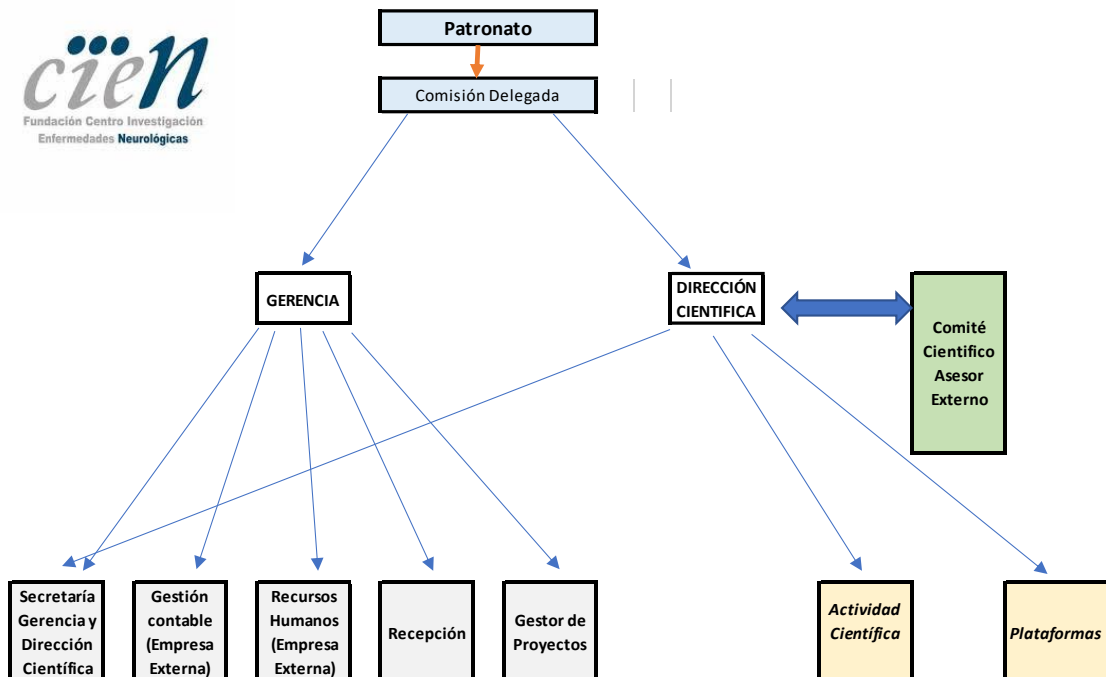 Patronato
cien
Fundación Centro Investigación
Enfermedades Neurológicas
Comisión Delegada
GERENCIA
DIRECCIÓN
CIENTIFICA
Comité
Cientifico
Asesor
Externo
Secretaría
Gerencia y
Dirección
Científica
Gestión
contable
(Empresa
Externa)
Recursos
Humanos
(Empresa
Externa)
Recepción
Gestor de
Proyectos
Actividad
Científica
Plataformas